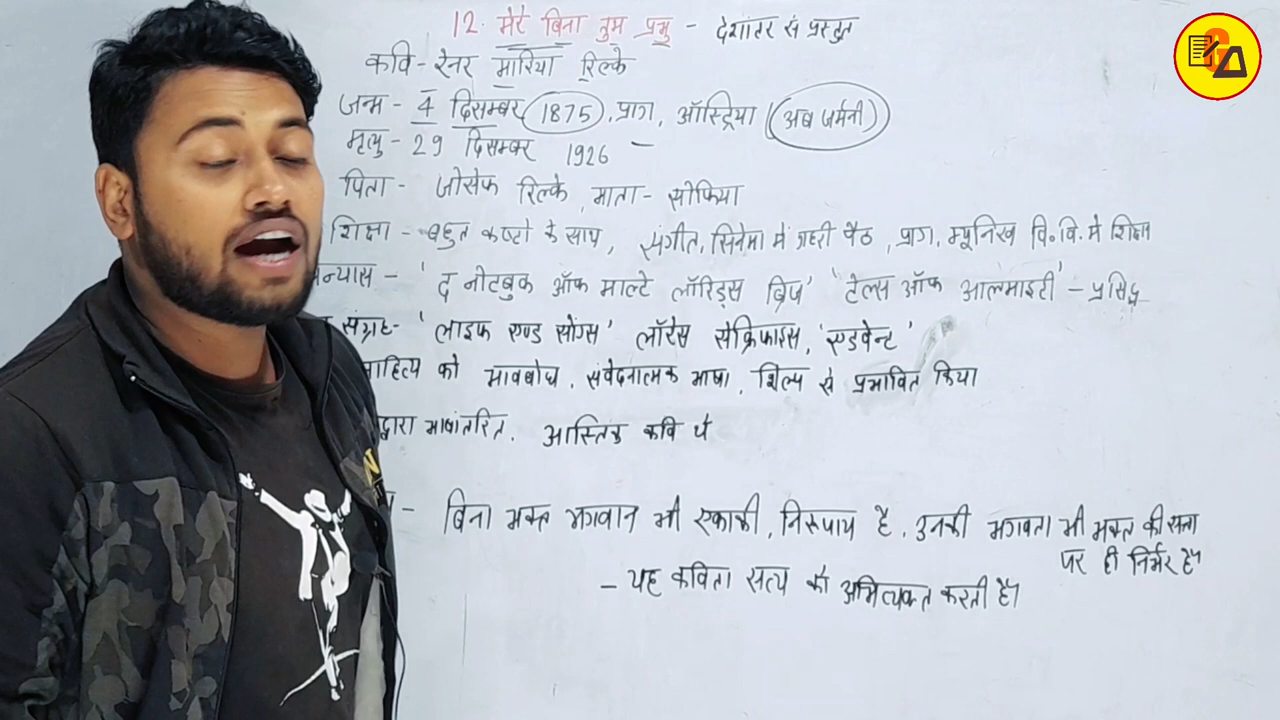 12. मेरे बिना तुम प्रभु - देशांतर से प्रस्तुत
कवि - रेनर मारिया रिल्के
जन्म - 4 दिसम्बर 1875, प्राग, ऑस्ट्रिया (अब जर्मनी)
मृत्यु - 29 दिसम्बर 1926 -
पिता - जोसेफ रिल्के, माता - सोफिया
शिक्षा - बहुत कष्टो के साथ, संगीत, सिनेमा में गहरी पैठ, प्राग, म्यूनिख वि॰वि॰ मे शिक्षा
न्यास - 'द नोटबुक ऑफ माल्टे लॉरिड्स ब्रिज' 'टेल्स ऑफ आलमाइटी' - प्रसिद्ध
संग्रह - 'लाइफ एण्ड सोंग्स' लॉरेंस सेक्रिफाइस, 'एडवेन्ट'
साहित्य को भावबोध, संवेदनात्मक भाषा, शिल्प से प्रभावित किया
द्वारा भाषांतरित. आस्तिक कवि थे
- बिना भक्त भगवान भी एकाकी, निरुपाय है. उनकी भगवत्ता भी भक्त की सत्ता
पर ही निर्भर है।
- यह कविता सत्य को अभिव्यक्त करती है।